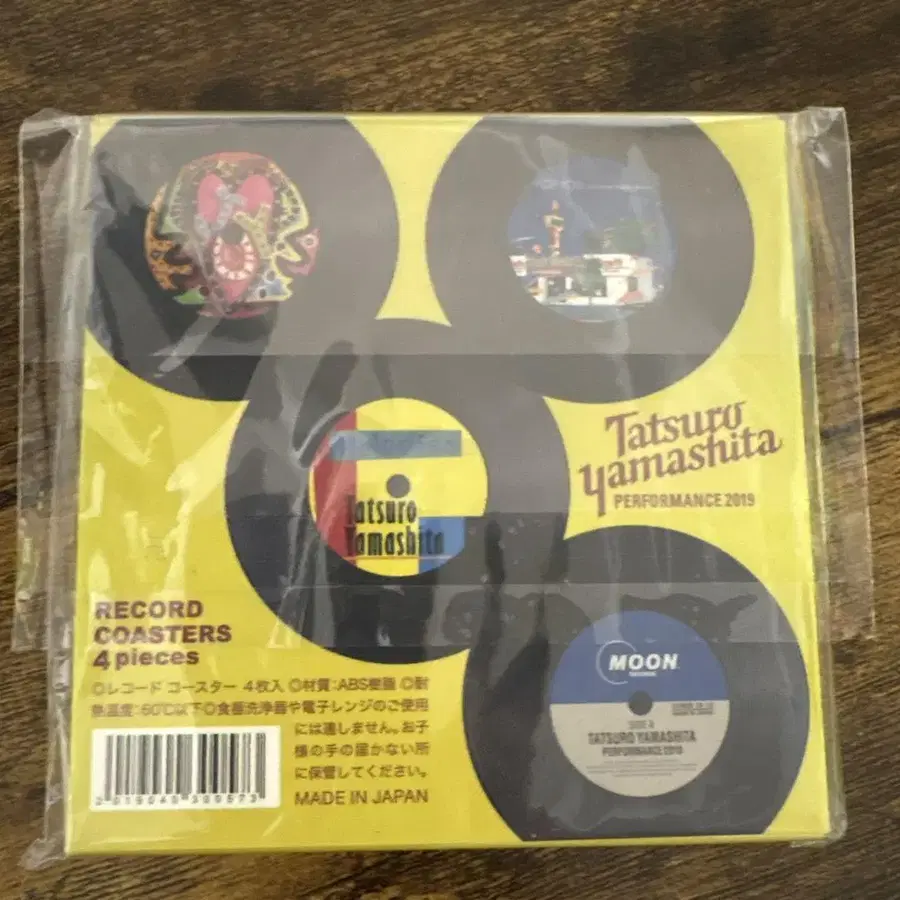 Tatsuro
Yamashita
PERFORMANCE 2019
Tatsuro
Yamashita
RECORD
COASTERS
4 pieces
◎レコード コースター 4枚入 ◎材質:ABS樹脂 ◎耐
熱温度:60℃以下◎食器洗浄器や電子レンジのご使用
には適しません。お子
様の手の届かない所
に保管してください。
MADE IN JAPAN
MOON
RECORDS
SIDE A
TATSURO YAMASHITA
PERFORMANCE 2019